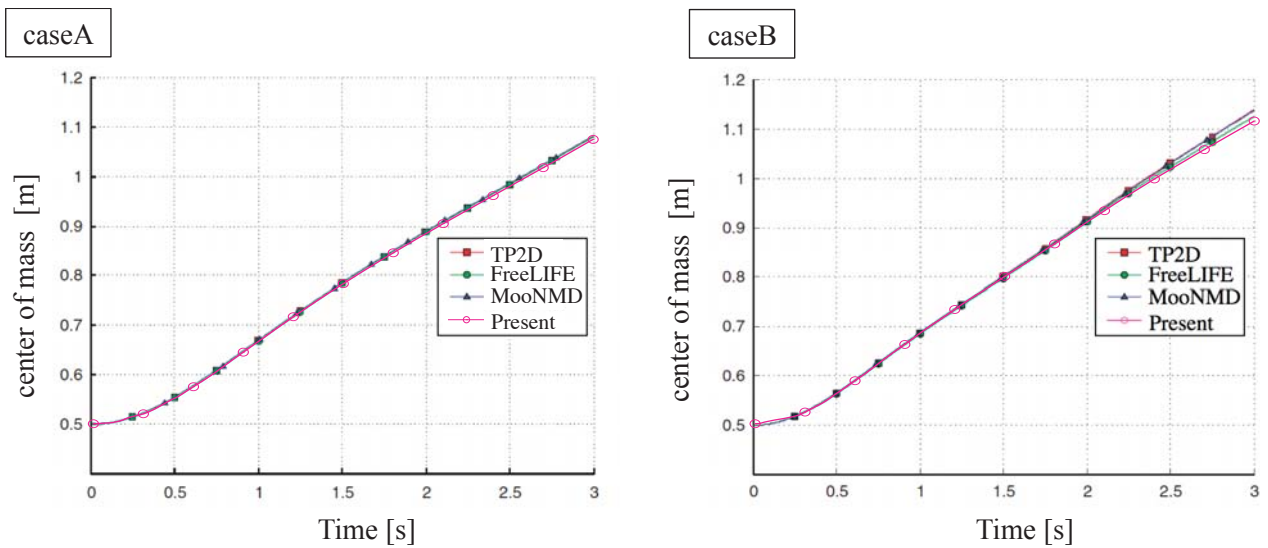 caseA
1.2
1.1
1
0.9
0.8
0.7
0.6
0.5
center of mass [m]
0
0.5
1
1.5
2
2.5
3
Time [s]
TP2D
FreeLIFE
MooNMD
Present
caseB
1.2
1.1
1
0.9
0.8
0.7
0.6
0.5
center of mass [m]
0
0.5
1
1.5
2
2.5
3
Time [s]
TP2D
FreeLIFE
MooNMD
Present